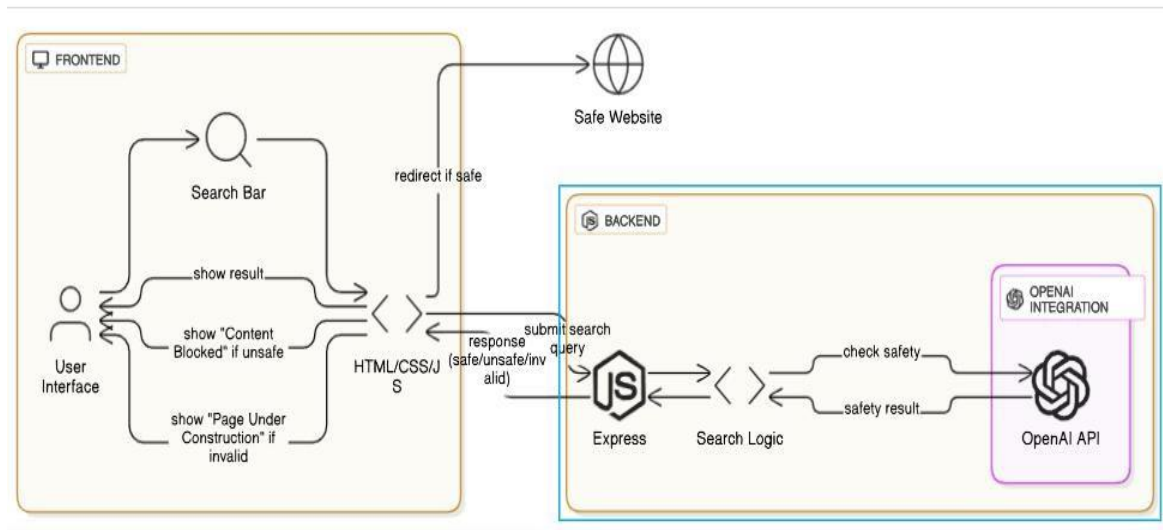 FRONTEND
Safe Website
Search Bar
redirect if safe
BACKEND
show result
OPENAI
INTEGRATION
show "Content
Blocked" if unsafe
User
Interface
HTML/CSS/J
S
submit search
query
response
(safe/unsafe/inv
alid)
check safety
safety result
JS
Express
Search Logic
OpenAI API
show "Page Under
Construction" if
invalid